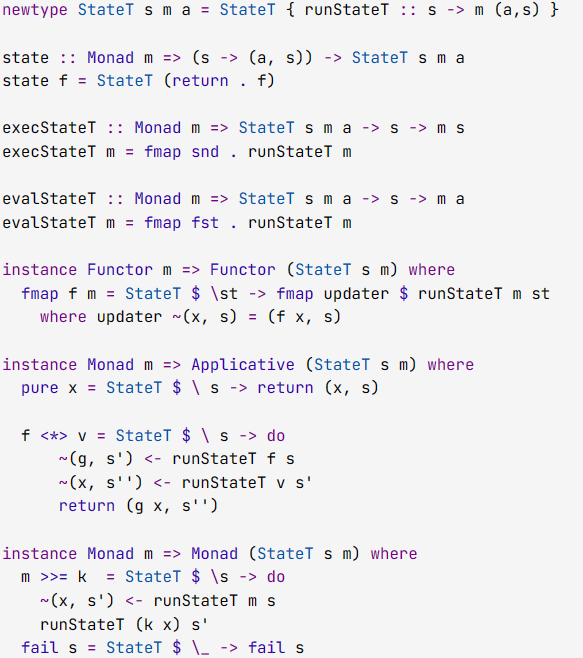 newtype StateT s m a = StateT { runStateT :: s -> m (a,s) }

state :: Monad m => (s -> (a, s)) -> StateT s m a
state f = StateT (return . f)

execStateT :: Monad m => StateT s m a -> s -> m s
execStateT m = fmap snd . runStateT m

evalStateT :: Monad m => StateT s m a -> s -> m a
evalStateT m = fmap fst . runStateT m

instance Functor m => Functor (StateT s m) where
  fmap f m = StateT $ \st -> fmap updater $ runStateT m st
    where updater ~(x, s) = (f x, s)

instance Monad m => Applicative (StateT s m) where
  pure x = StateT $ \ s -> return (x, s)

  f <*> v = StateT $ \ s -> do
      ~(g, s') <- runStateT f s
      ~(x, s'') <- runStateT v s'
      return (g x, s'')

instance Monad m => Monad (StateT s m) where
  m >>= k  = StateT $ \s -> do
    ~(x, s') <- runStateT m s
    runStateT (k x) s'
  fail s = StateT $ \_ -> fail s